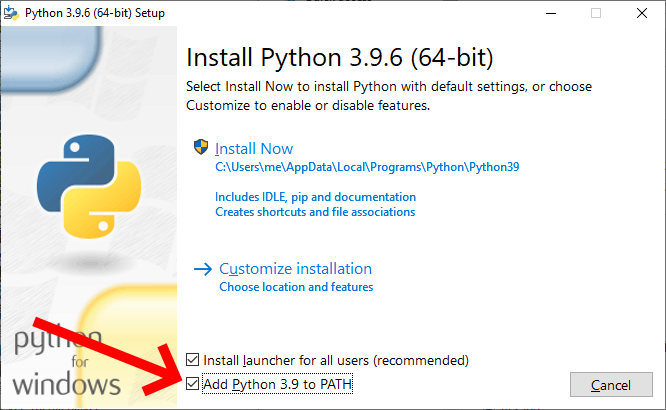 Python 3.9.6 (64-bit) Setup
Install Python 3.9.6 (64-bit)
Select Install Now to install Python with default settings, or choose
Customize to enable or disable features.
Install Now
C:\Users\me\AppData\Local\Programs\Python\Python39
Includes IDLE, pip and documentation
Creates shortcuts and file associations
Customize installation
Choose location and features
python
for
windows
Install launcher for all users (recommended)
Add Python 3.9 to PATH
Cancel